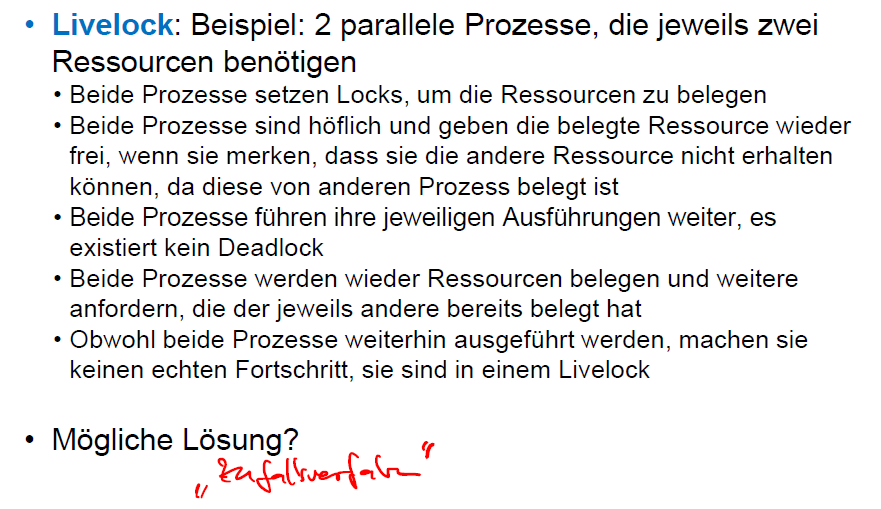 • Livelock: Beispiel: 2 parallele Prozesse, die jeweils zwei
Ressourcen benötigen
• Beide Prozesse setzen Locks, um die Ressourcen zu belegen
• Beide Prozesse sind höflich und geben die belegte Ressource wieder
frei, wenn sie merken, dass sie die andere Ressource nicht erhalten
können, da diese von anderen Prozess belegt ist
• Beide Prozesse führen ihre jeweiligen Ausführungen weiter, es
existiert kein Deadlock
• Beide Prozesse werden wieder Ressourcen belegen und weitere
anfordern, die der jeweils andere bereits belegt hat
• Obwohl beide Prozesse weiterhin ausgeführt werden, machen sie
keinen echten Fortschritt, sie sind in einem Livelock
• Mögliche Lösung?
„Zufallsverfahren“